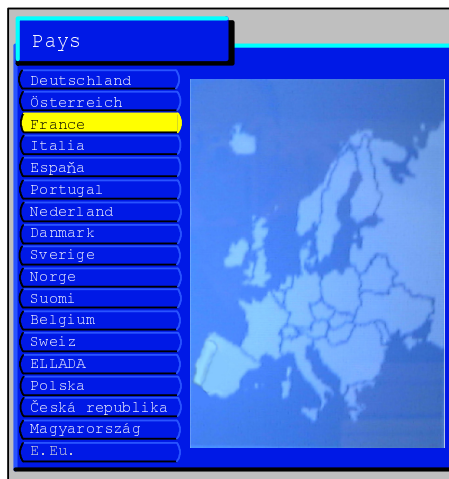 Pays
Deutschland
Österreich
France
Italia
Espaňa
Portugal
Nederland
Danmark
Sverige
Norge
Suomi
Belgium
Sweiz
ELLADA
Polska
Česká republika
Magyarország
E.Eu.